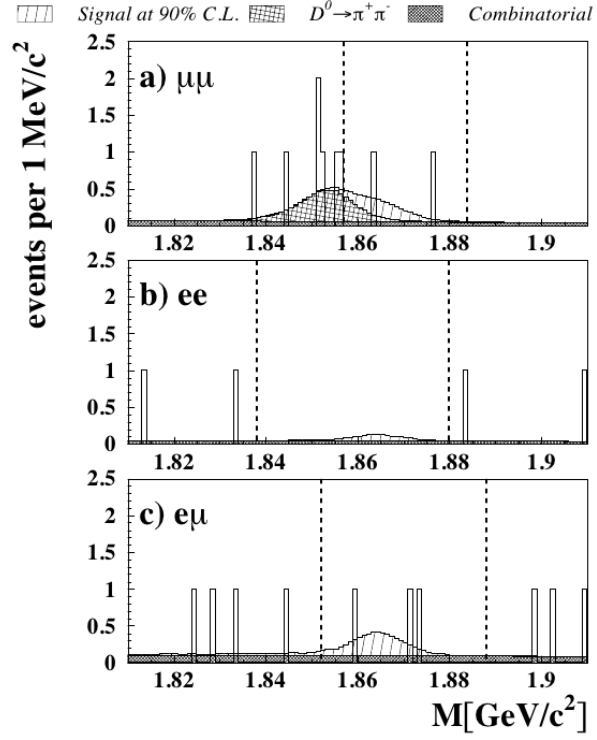 Signal at 90% C.L. D⁰→π⁺π⁻ Combinatorial
events per 1 MeV/c²
2.5
a) μμ
2
1.5
1
0.5
0
1.82 1.84 1.86 1.88 1.9
2.5
b) ee
2
1.5
1
0.5
0
1.82 1.84 1.86 1.88 1.9
2.5
c) eμ
2
1.5
1
0.5
0
1.82 1.84 1.86 1.88 1.9
M[GeV/c²]